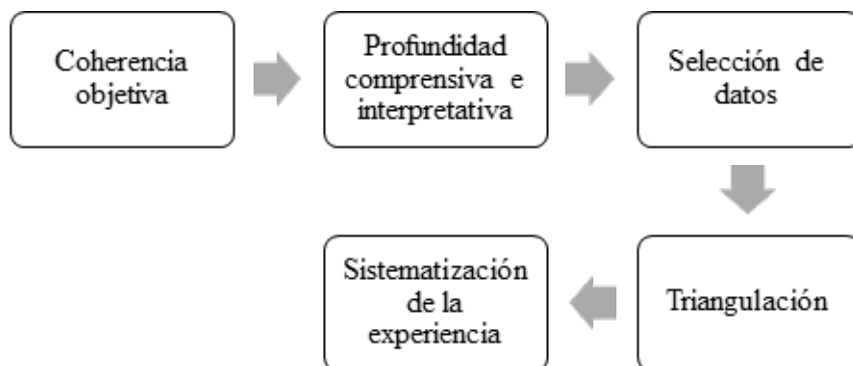 Coherencia
objetiva
Profundidad
comprensiva e
interpretativa
Selección de
datos
Triangulación
Sistematización
de la
experiencia